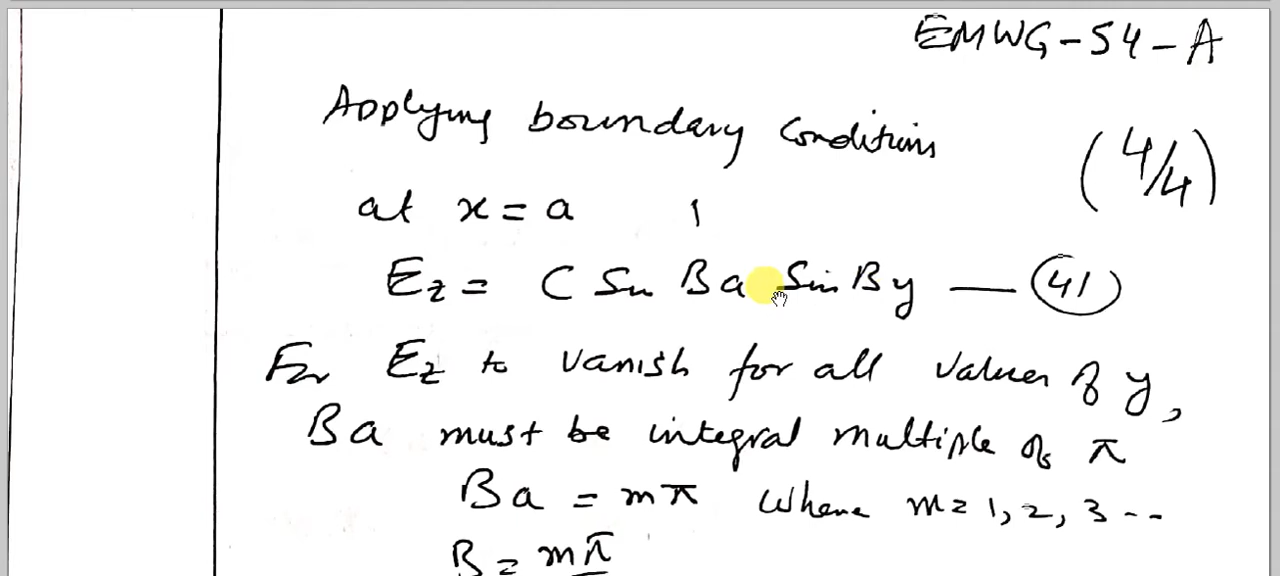 EMWG-54-A
Applying boundary conditions
(4/4)
at x = a
Ez = C Sin Ba Sin By — (41)
For Ez to vanish for all values of y,
Ba must be integral multiple of π
Ba = mπ where m = 1, 2, 3 --
B = mπ